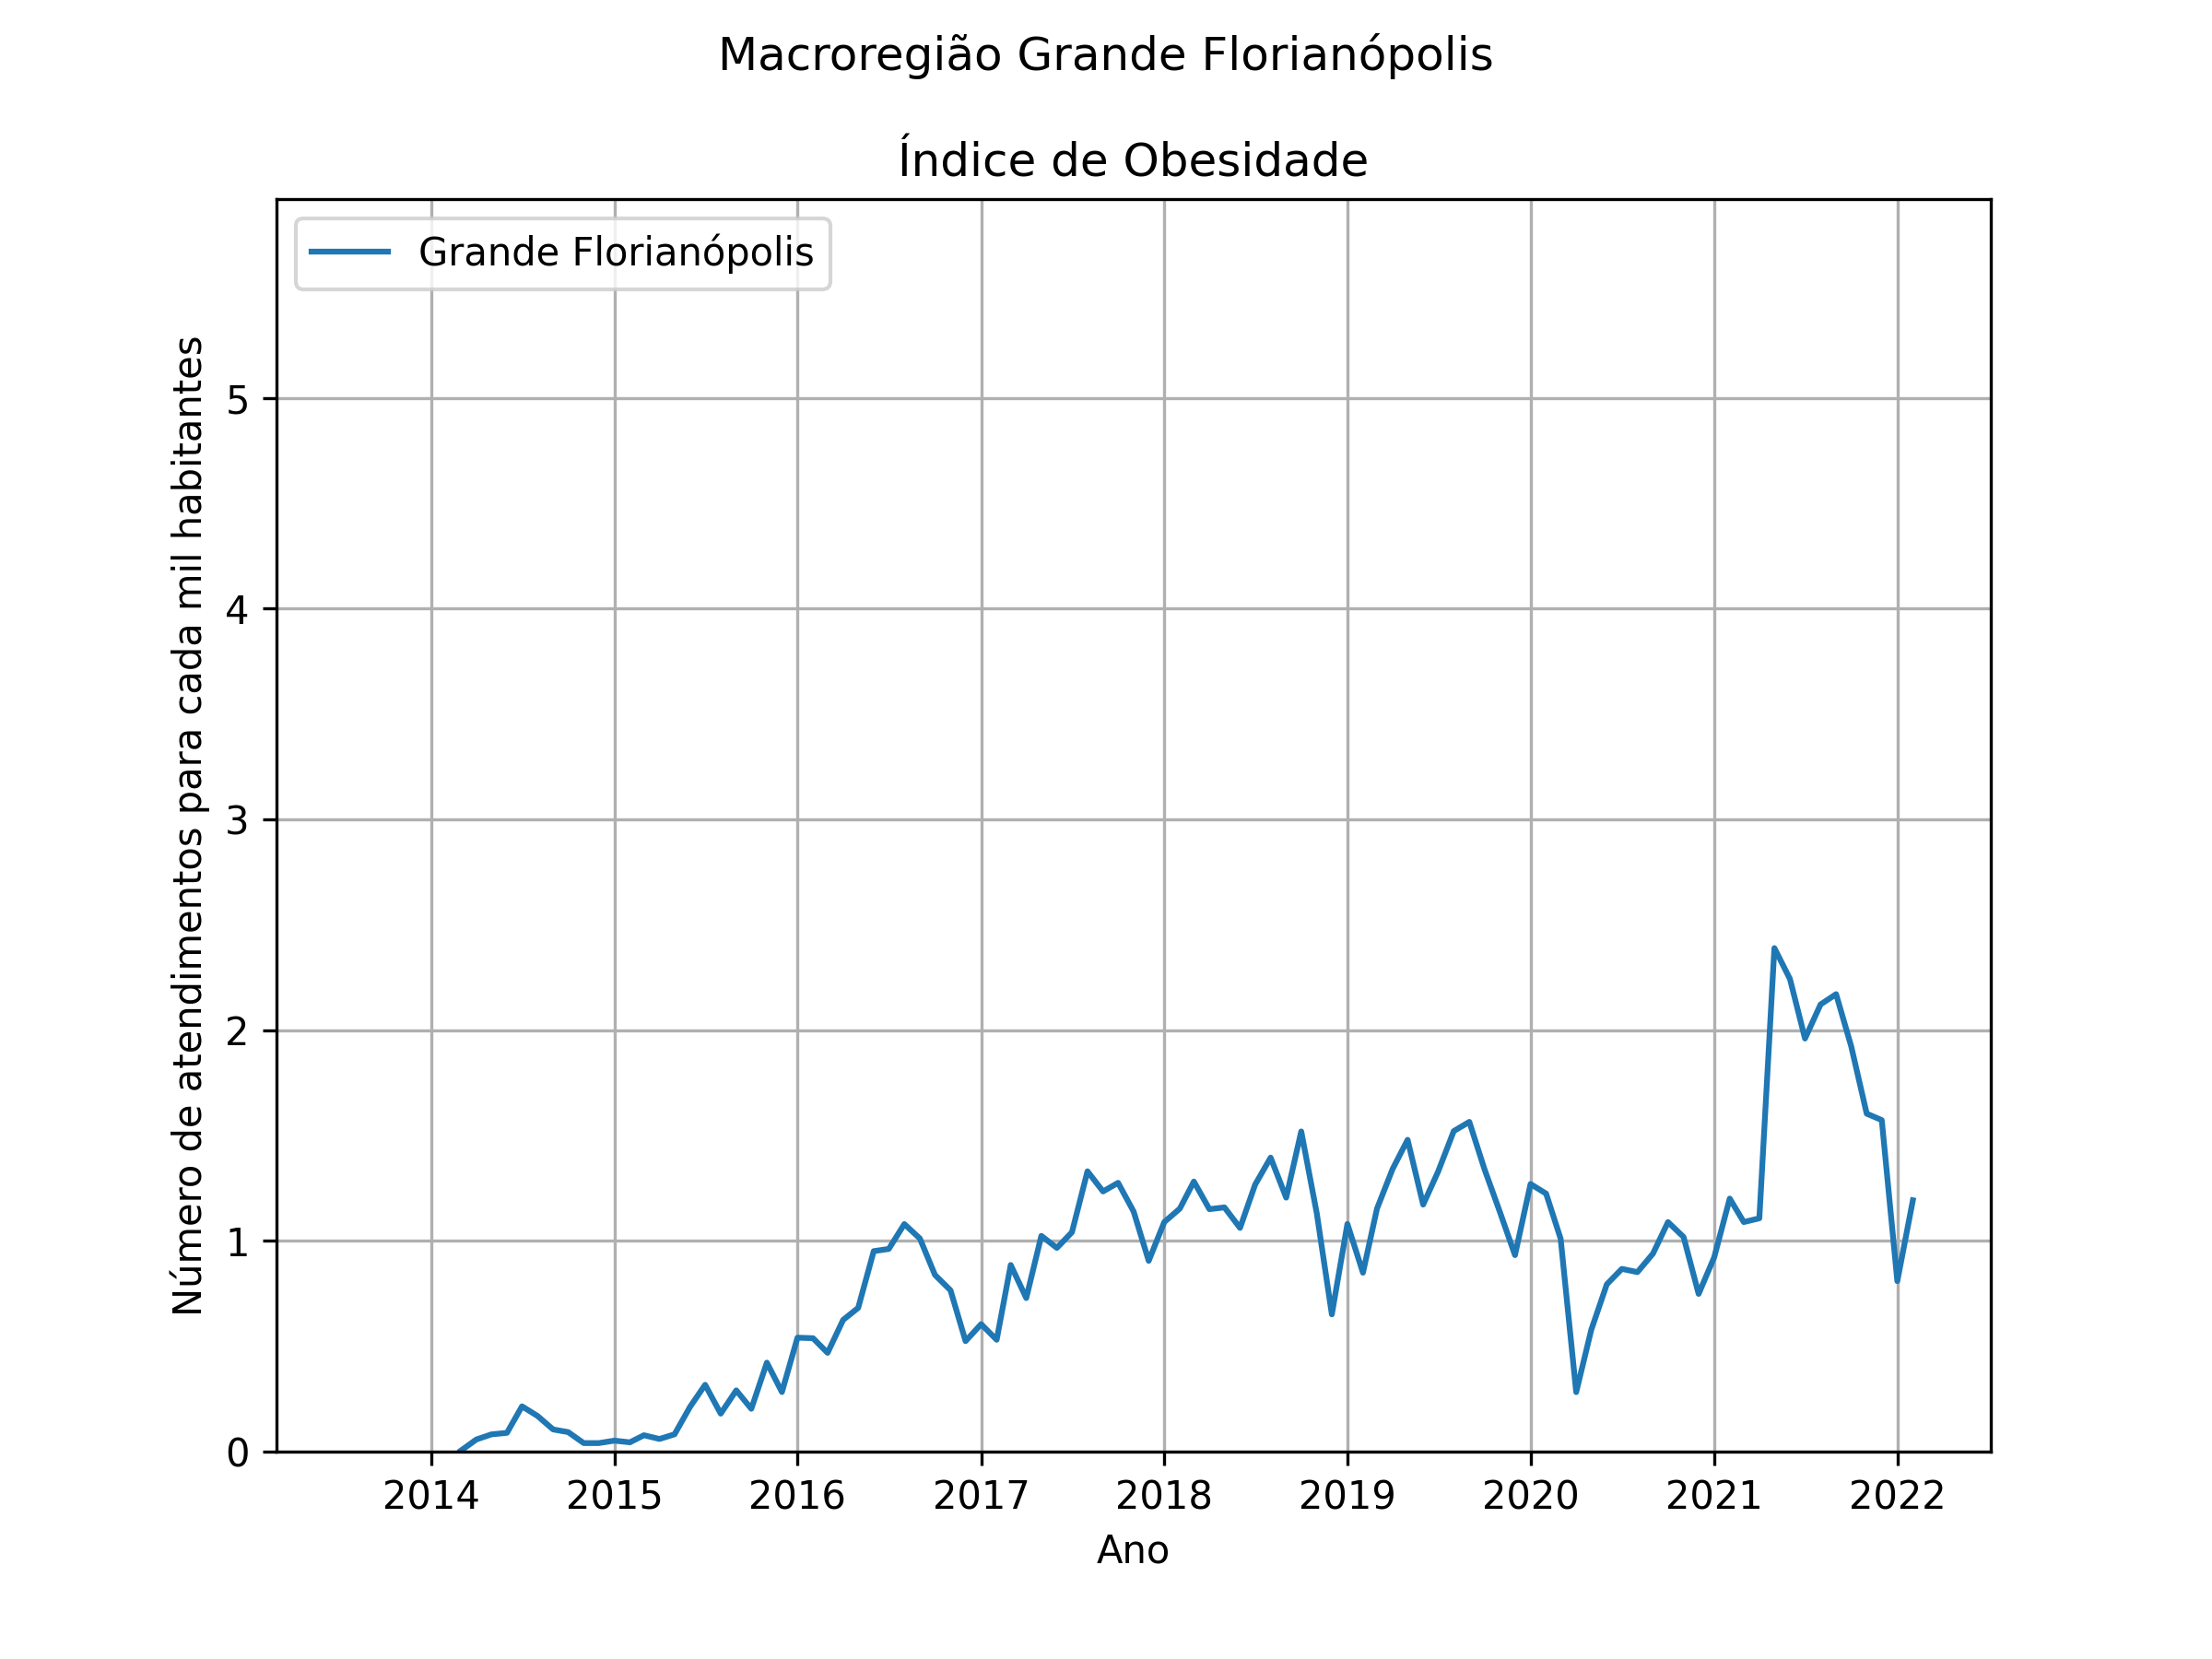 Macroregião Grande Florianópolis
Índice de Obesidade
Grande Florianópolis
Número de atendimentos para cada mil habitantes
5
4
3
2
1
0
2014 2015 2016 2017 2018 2019 2020 2021 2022
Ano